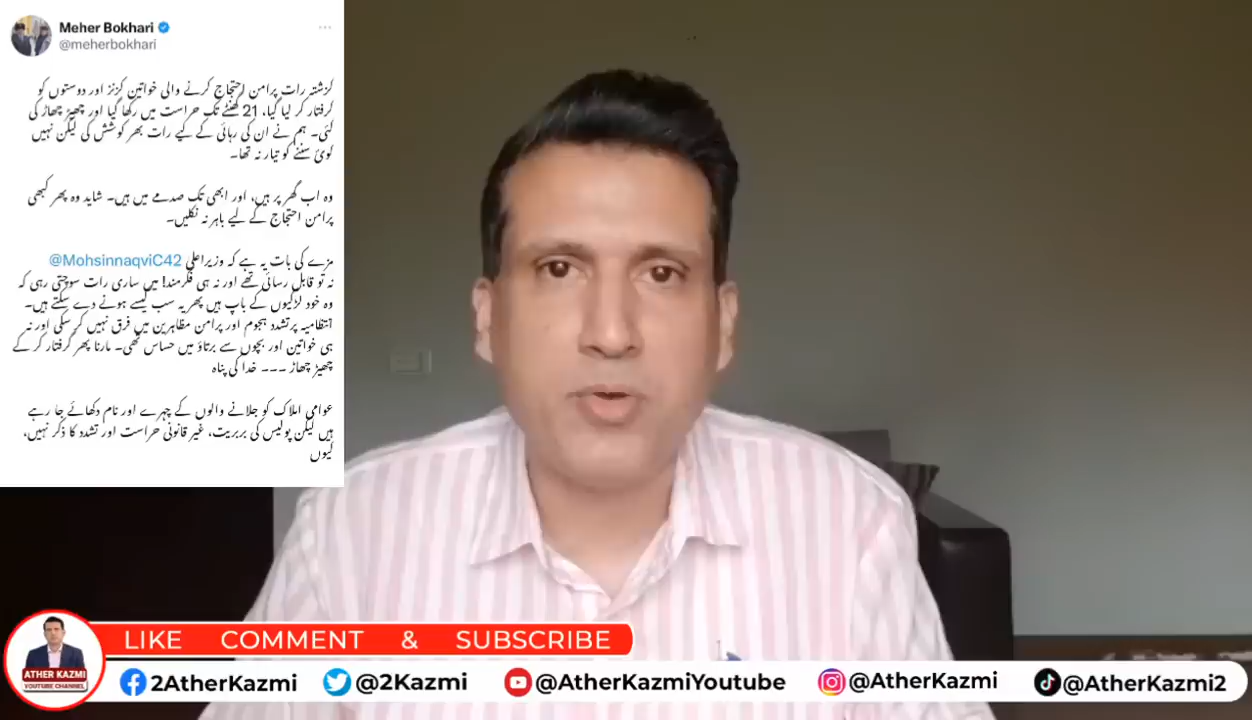 Meher Bokhari
@meherbokhari
گزشتہ رات پرامن احتجاج کرنے والی خواتین کزنز اور دوستوں کو
گرفتار کر لیا گیا، 21 گھنٹے تک حراست میں رکھا گیا اور چھیڑ چھاڑ کی
گئی۔ ہم نے ان کی رہائی کے لیے رات بھر کوشش کی لیکن نہیں
کوئ سننے کو تیار نہ تھا۔
وہ اب گھر پر ہیں، اور ابھی تک صدمے میں ہیں۔ شاید وہ پھر کبھی
پرامن احتجاج کے لیے باہر نہ نکلیں۔
مزے کی بات یہ ہے کہ وزیراعلیٰ @MohsinnaqviC42
نہ تو قابل رسائی تھے اور نہ ہی فکرمند! میں ساری رات سوچتی رہی کہ
وہ خود لڑکیوں کے باپ ہیں پھر یہ سب کیسے ہونے دے سکتے ہیں۔
انتظامیہ پرتشدد ہجوم اور پرامن مظاہرین میں فرق نہیں کر سکی اور نہ
ہی خواتین اور بچوں سے برتاؤ میں حساس تھی۔ مارنا پھر گرفتار کر کے
چھیڑ چھاڑ ۔۔۔ خدا کی پناہ
عوامی املاک کو جلانے والوں کے چہرے اور نام دکھائے جا رہے
ہیں لیکن پولیس کی بربریت، غیر قانونی حراست اور تشدد کا ذکر نہیں،
کیوں
LIKE COMMENT & SUBSCRIBE
ATHER KAZMI
YOUTUBE CHANNEL
2AtherKazmi @2Kazmi @AtherKazmiYoutube @AtherKazmi @AtherKazmi2